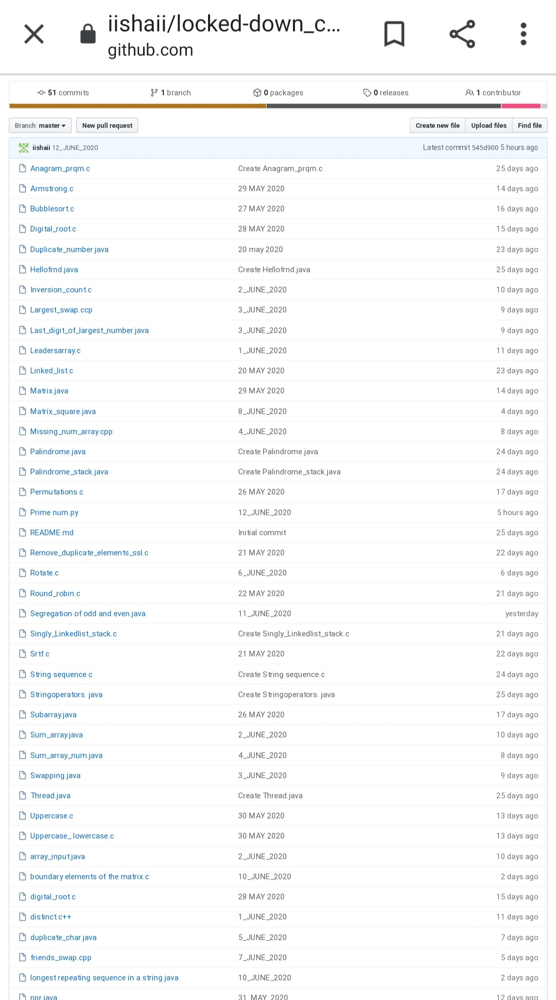 iishaii/locked-down_c...
github.com
51 commits 1 branch 0 packages 0 releases 1 contributor
Branch: master New pull request Create new file Upload files Find file
iishaii 12_JUNE_2020 Latest commit 545d900 5 hours ago
Anagram_prqm.c Create Anagram_prqm.c 25 days ago
Armstrong.c 29 MAY 2020 14 days ago
Bubblesort.c 27 MAY 2020 16 days ago
Digital_root.c 28 MAY 2020 15 days ago
Duplicate_number.java 20 may 2020 23 days ago
Hellofrnd.java Create Hellofrnd.java 25 days ago
Inversion_count.c 2_JUNE_2020 10 days ago
Largest_swap.ccp 3_JUNE_2020 9 days ago
Last_digit_of_largest_number.java 3_JUNE_2020 9 days ago
Leadersarray.c 1_JUNE_2020 11 days ago
Linked_list.c 20 MAY 2020 23 days ago
Matrix.java 29 MAY 2020 14 days ago
Matrix_square.java 8_JUNE_2020 4 days ago
Missing_num_array.cpp 4_JUNE_2020 8 days ago
Palindrome.java Create Palindrome.java 24 days ago
Palindrome_stack.java Create Palindrome_stack.java 24 days ago
Permutations.c 26 MAY 2020 17 days ago
Prime num.py 12_JUNE_2020 5 hours ago
README.md Initial commit 25 days ago
Remove_duplicate_elements_ssl.c 21 MAY 2020 22 days ago
Rotate.c 6_JUNE_2020 6 days ago
Round_robin.c 22 MAY 2020 21 days ago
Segregation of odd and even.java 11_JUNE_2020 yesterday
Singly_Linkedlist_stack.c Create Singly_Linkedlist_stack.c 21 days ago
Srtf.c 21 MAY 2020 22 days ago
String sequence.c Create String sequence.c 24 days ago
Stringoperators. java Create Stringoperators. java 25 days ago
Subarray.java 26 MAY 2020 17 days ago
Sum_array.java 2_JUNE_2020 10 days ago
Sum_array_num.java 4_JUNE_2020 8 days ago
Swapping.java 3_JUNE_2020 9 days ago
Thread.java Create Thread.java 25 days ago
Uppercase.c 30 MAY 2020 13 days ago
Uppercase_ lowercase.c 30 MAY 2020 13 days ago
array_input.java 2_JUNE_2020 10 days ago
boundary elements of the matrix.c 10_JUNE_2020 2 days ago
digital_root.c 28 MAY 2020 15 days ago
distinct.c++ 1_JUNE_2020 11 days ago
duplicate_char.java 5_JUNE_2020 7 days ago
friends_swap.cpp 7_JUNE_2020 5 days ago
longest repeating sequence in a string.java 10_JUNE_2020 2 days ago
npr.java 31_MAY_2020 12 days ago